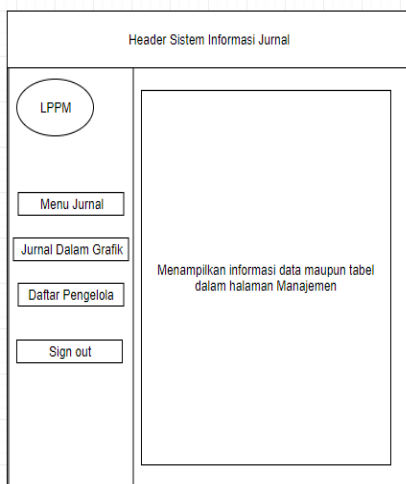 Header Sistem Informasi Jurnal
LPPM
Menu Jurnal
Jurnal Dalam Grafik
Daftar Pengelola
Sign out
Menampilkan informasi data maupun tabel
dalam halaman Manajemen